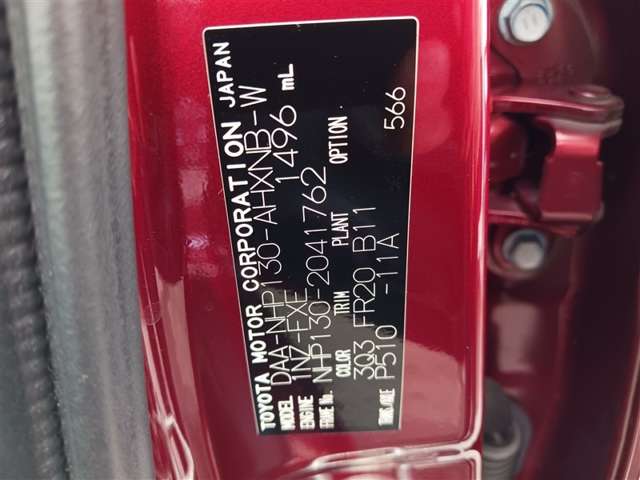 TOYOTA MOTOR CORPORATION JAPAN
MODEL DAA-NHP130-AHXNB-W
ENGINE 1NZ-FXE 1496 mL
FRAME No. NHP130-2041762
COLOR TRIM PLANT OPTION
3Q3 FR20 B11 566
TRANS./AXLE P510 -11A